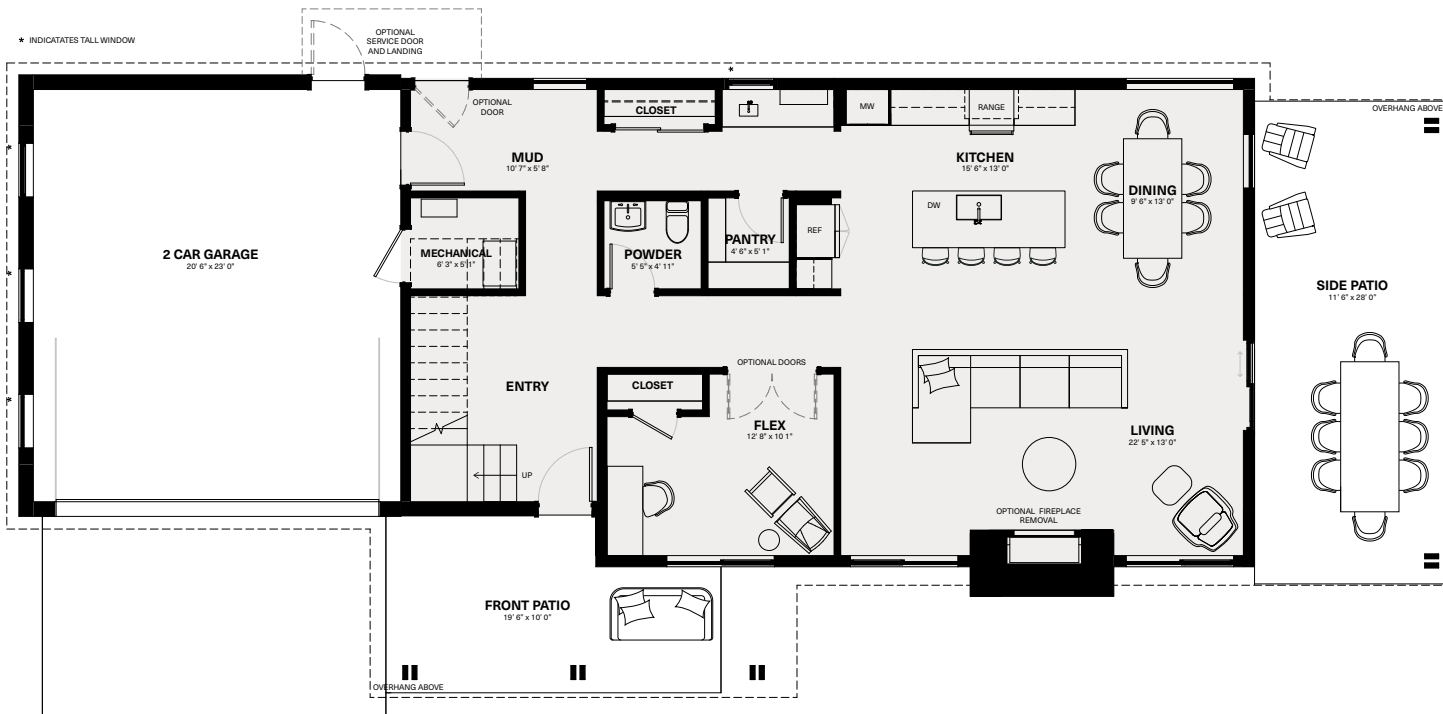 * INDICATATES TALL WINDOW
OPTIONAL
SERVICE DOOR
AND LANDING
*
OPTIONAL
DOOR
CLOSET
MW
RANGE
OVERHANG ABOVE
*
MUD
10' 7" x 5' 8"
KITCHEN
15' 6" x 13' 0"
DINING
9' 6" x 13' 0"
DW
2 CAR GARAGE
20' 6" x 23' 0"
MECHANICAL
6' 3" x 5' 1"
POWDER
5' 5" x 4' 11"
PANTRY
4' 6" x 5' 1"
REF
*
SIDE PATIO
11' 6" x 28' 0"
OPTIONAL DOORS
ENTRY
CLOSET
*
FLEX
12' 8" x 10 1"
LIVING
22' 5" x 13' 0"
UP
OPTIONAL FIREPLACE
REMOVAL
FRONT PATIO
19' 6" x 10' 0"
OVERHANG ABOVE